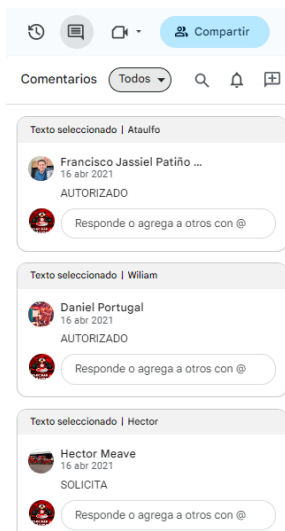 Compartir
Comentarios Todos
Texto seleccionado | Ataulfo
Francisco Jassiel Patiño ...
16 abr 2021
AUTORIZADO
Responde o agrega a otros con @
Texto seleccionado | Wiliam
Daniel Portugal
16 abr 2021
AUTORIZADO
Responde o agrega a otros con @
Texto seleccionado | Hector
Hector Meave
16 abr 2021
SOLICITA
Responde o agrega a otros con @